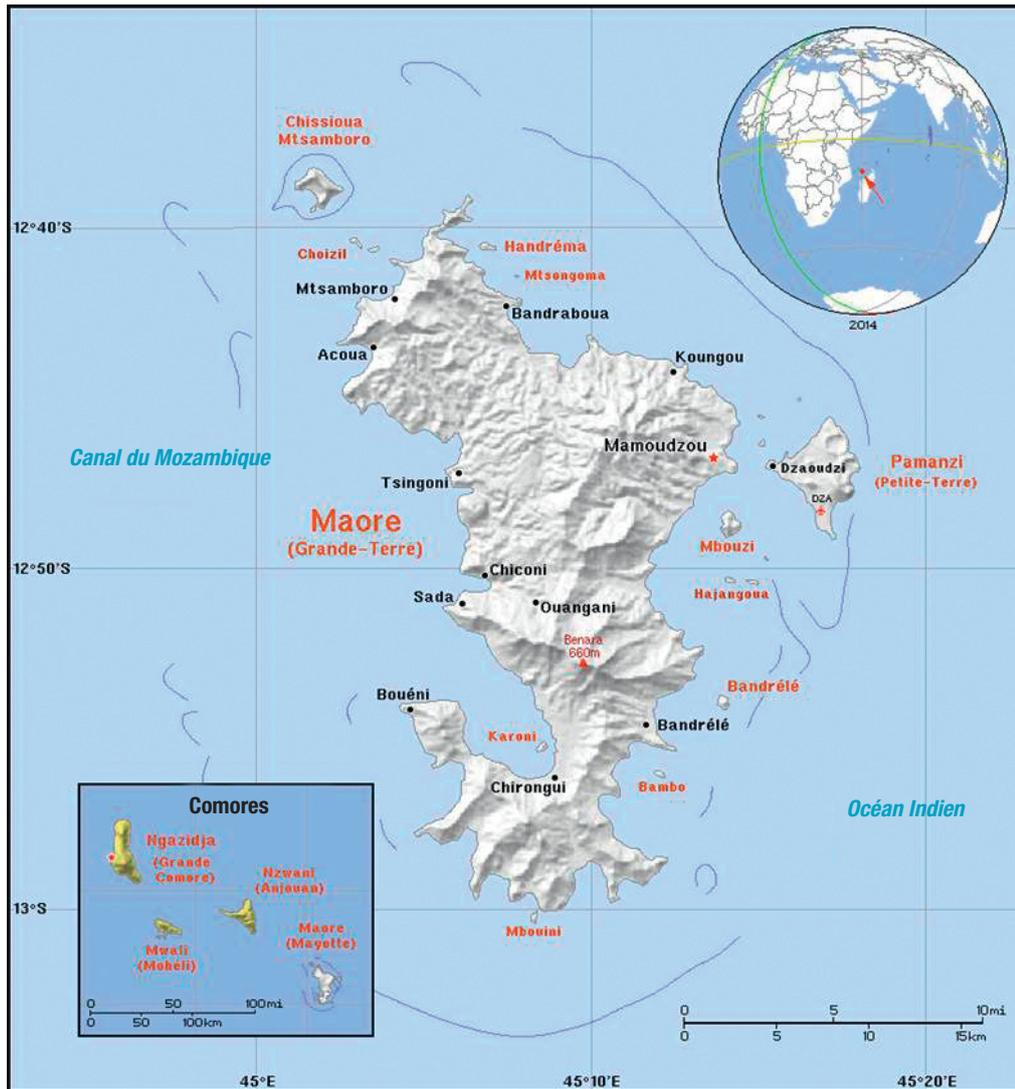 Chissioua
Mtsamboro
12°40'S
Choizil
Handréma
Mtsongoma
Mtsamboro
Bandraboua
2014
Acoua
Koungou
Canal du Mozambique
Mamoudzou
Dzaoudzi
Pamanzi
(Petite-Terre)
Tsingoni
DZA
Maore
(Grande-Terre)
Mbouzi
12°50'S
Chiconi
Hajangoua
Sada
Ouangani
Benara
660m
Bandrélé
Bouéni
Bandrélé
Karoni
Chirongui
Bambo
Océan Indien
Comores
Ngazidja
(Grande
Comore)
Nzwani
(Anjouan)
Mwali
(Mohéli)
Maore
(Mayotte)
0 50 100mi
0 50 100km
13°S
Mbouini
0 5 10mi
0 5 10 15km
45°E
45°10'E
45°20'E